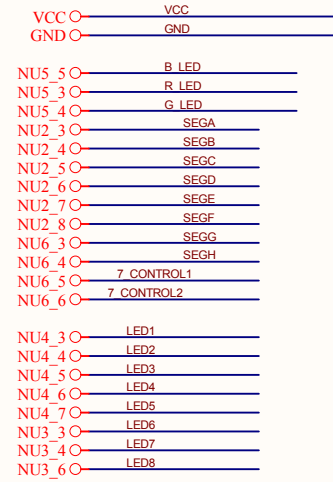 VCC VCC
GND GND
NU5_5 B_LED
NU5_3 R_LED
NU5_4 G_LED
NU2_3 SEGA
NU2_4 SEGB
NU2_5 SEGC
NU2_6 SEGD
NU2_7 SEGE
NU2_8 SEGF
NU6_3 SEGG
NU6_4 SEGH
NU6_5 7_CONTROL1
NU6_6 7_CONTROL2
NU4_3 LED1
NU4_4 LED2
NU4_5 LED3
NU4_6 LED4
NU4_7 LED5
NU3_3 LED6
NU3_4 LED7
NU3_6 LED8